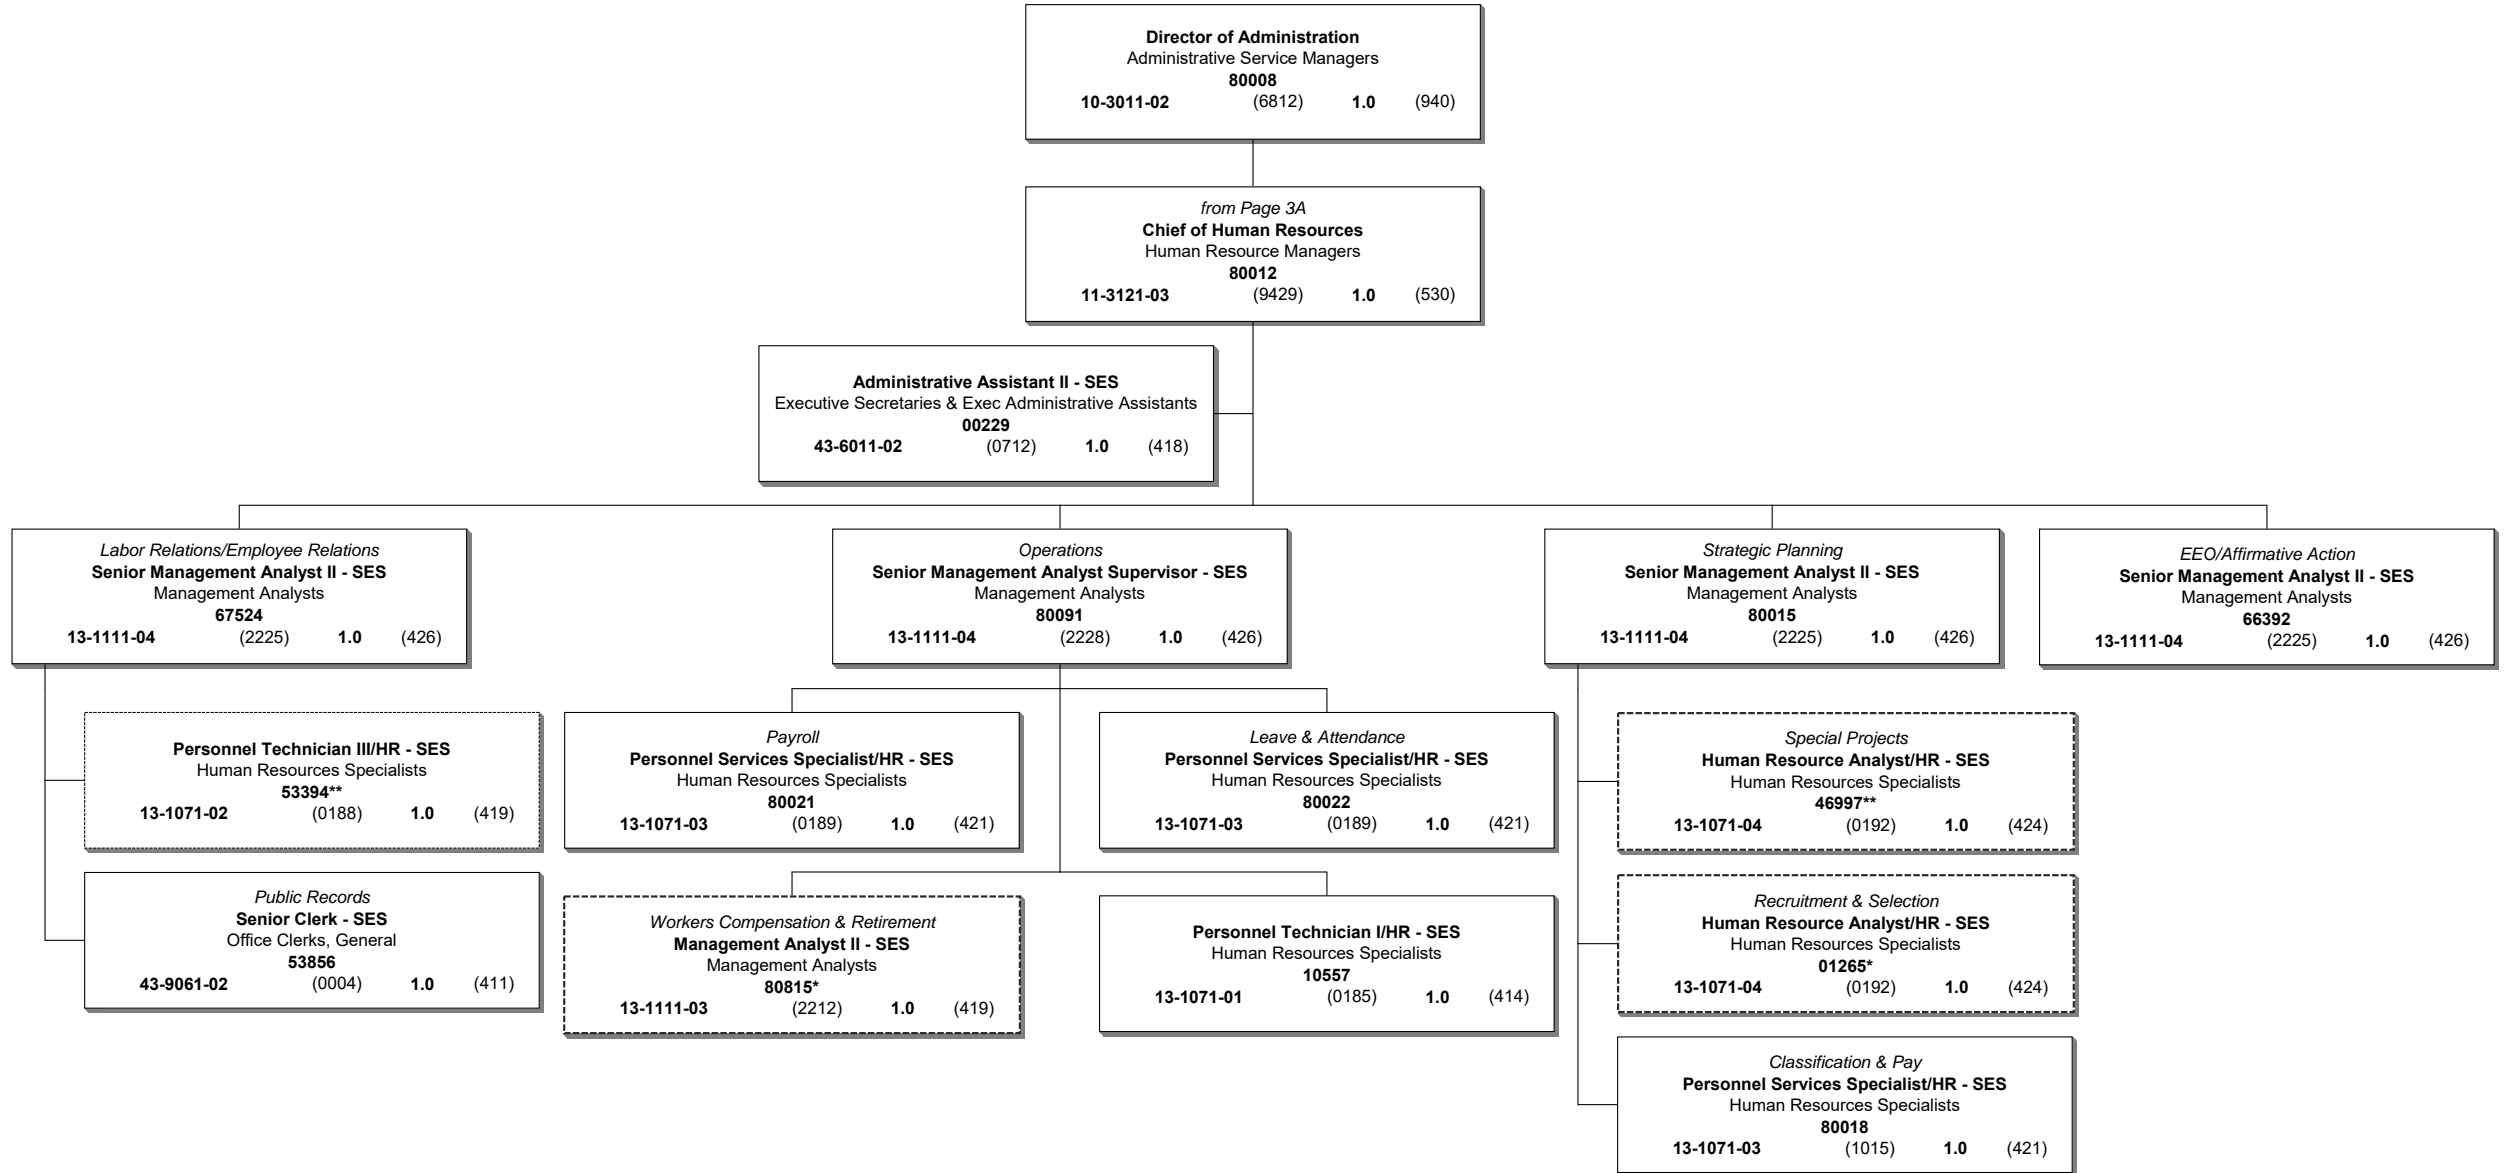 Director of Administration
Administrative Service Managers
80008
10-3011-02 (6812) 1.0 (940)
from Page 3A
Chief of Human Resources
Human Resource Managers
80012
11-3121-03 (9429) 1.0 (530)
Administrative Assistant II - SES
Executive Secretaries & Exec Administrative Assistants
00229
43-6011-02 (0712) 1.0 (418)
Labor Relations/Employee Relations
Senior Management Analyst II - SES
Management Analysts
67524
13-1111-04 (2225) 1.0 (426)
Operations
Senior Management Analyst Supervisor - SES
Management Analysts
80091
13-1111-04 (2228) 1.0 (426)
Strategic Planning
Senior Management Analyst II - SES
Management Analysts
80015
13-1111-04 (2225) 1.0 (426)
EEO/Affirmative Action
Senior Management Analyst II - SES
Management Analysts
66392
13-1111-04 (2225) 1.0 (426)
Personnel Technician III/HR - SES
Human Resources Specialists
53394**
13-1071-02 (0188) 1.0 (419)
Public Records
Senior Clerk - SES
Office Clerks, General
53856
43-9061-02 (0004) 1.0 (411)
Payroll
Personnel Services Specialist/HR - SES
Human Resources Specialists
80021
13-1071-03 (0189) 1.0 (421)
Leave & Attendance
Personnel Services Specialist/HR - SES
Human Resources Specialists
80022
13-1071-03 (0189) 1.0 (421)
Workers Compensation & Retirement
Management Analyst II - SES
Management Analysts
80815*
13-1111-03 (2212) 1.0 (419)
Personnel Technician I/HR - SES
Human Resources Specialists
10557
13-1071-01 (0185) 1.0 (414)
Special Projects
Human Resource Analyst/HR - SES
Human Resources Specialists
46997**
13-1071-04 (0192) 1.0 (424)
Recruitment & Selection
Human Resource Analyst/HR - SES
Human Resources Specialists
01265*
13-1071-04 (0192) 1.0 (424)
Classification & Pay
Personnel Services Specialist/HR - SES
Human Resources Specialists
80018
13-1071-03 (1015) 1.0 (421)